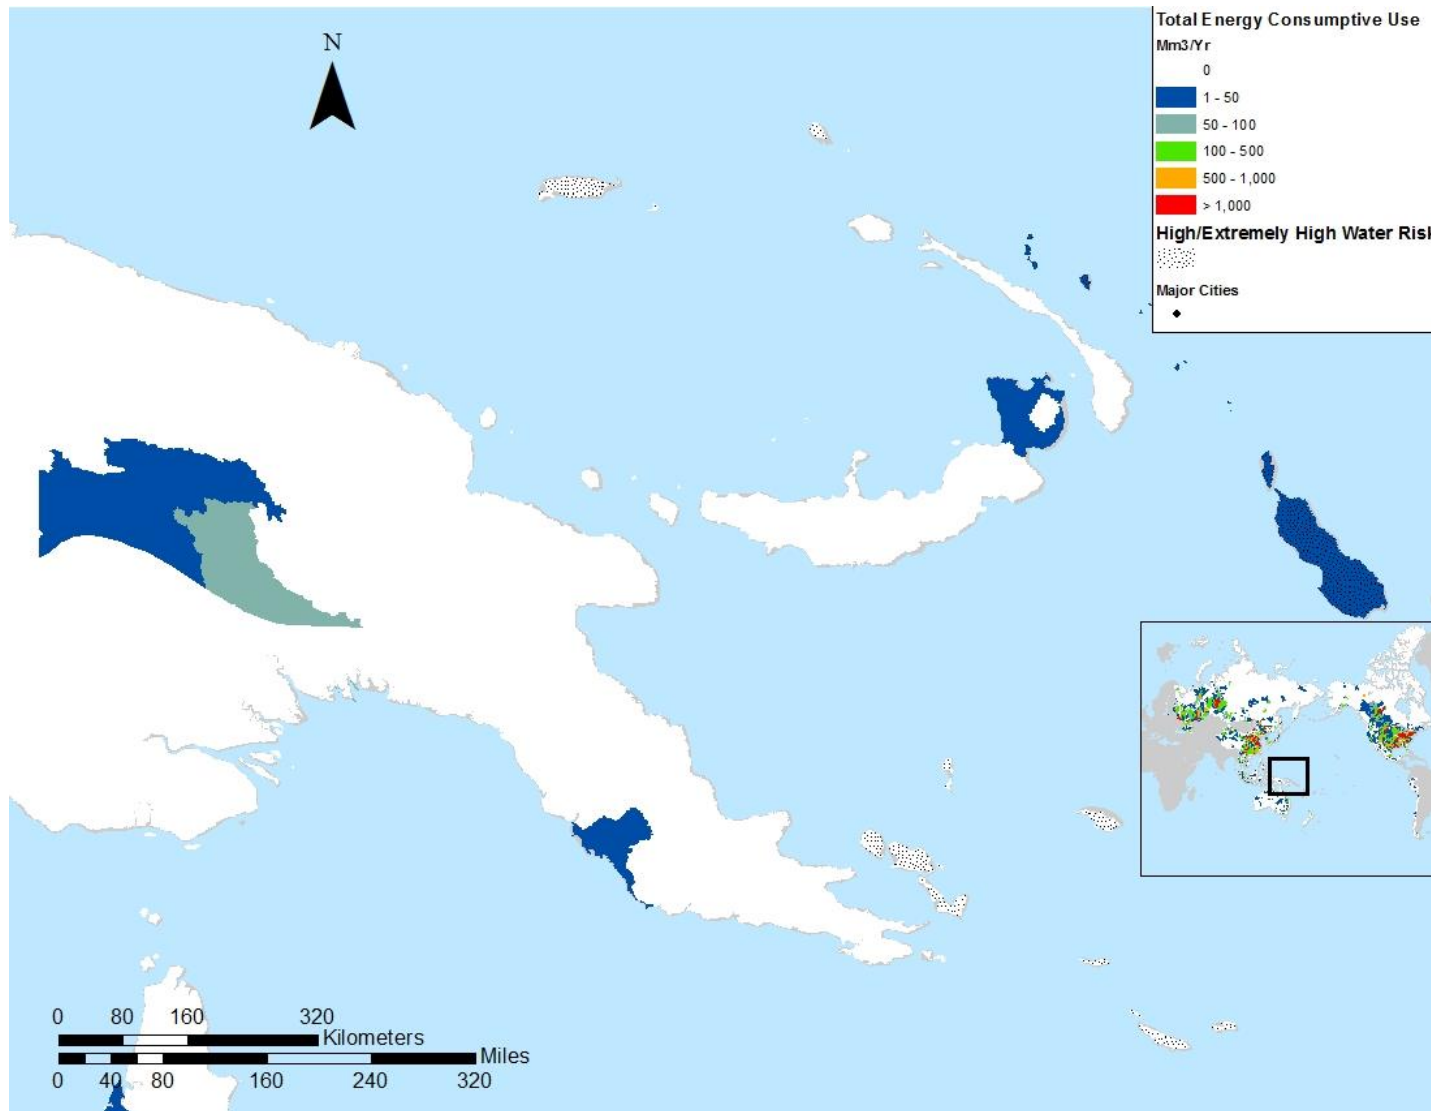 N
Total Energy Consumptive Use
Mm3/Yr
0
1 - 50
50 - 100
100 - 500
500 - 1,000
> 1,000
High/Extremely High Water Risk
Major Cities
0 80 160 320
Kilometers
Miles
0 40 80 160 240 320